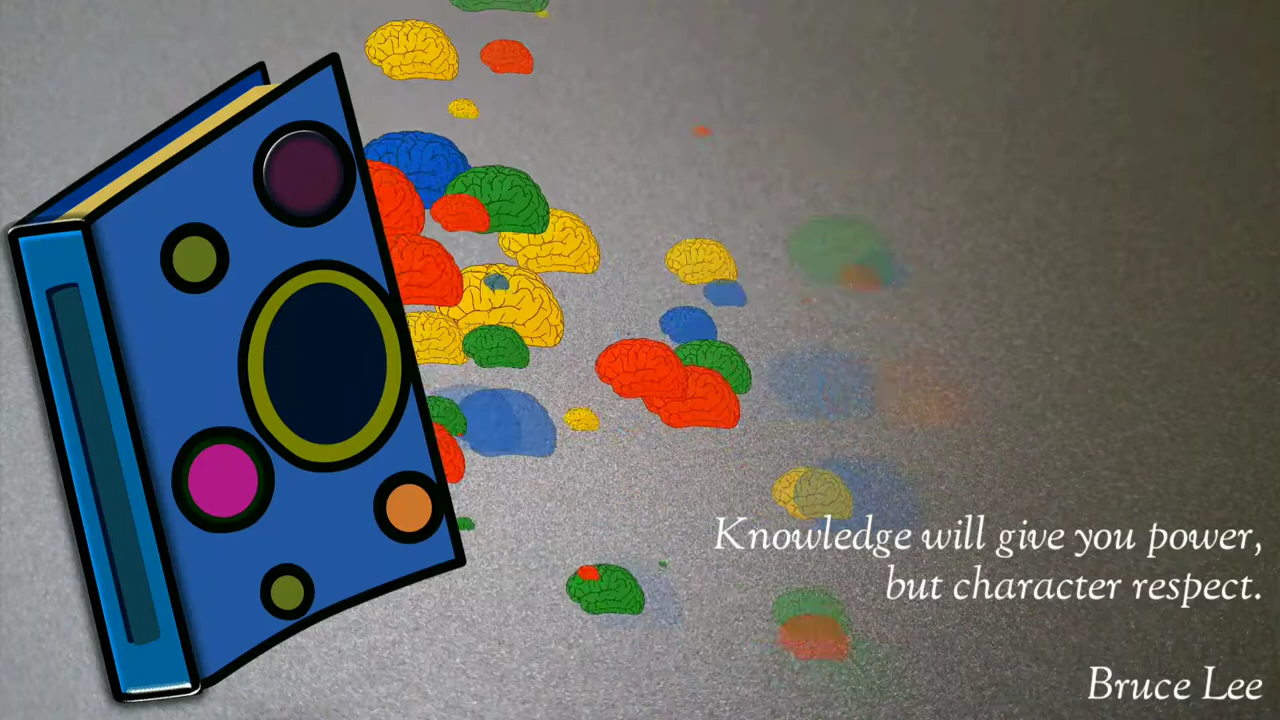 Knowledge will give you power,
but character respect.
Bruce Lee